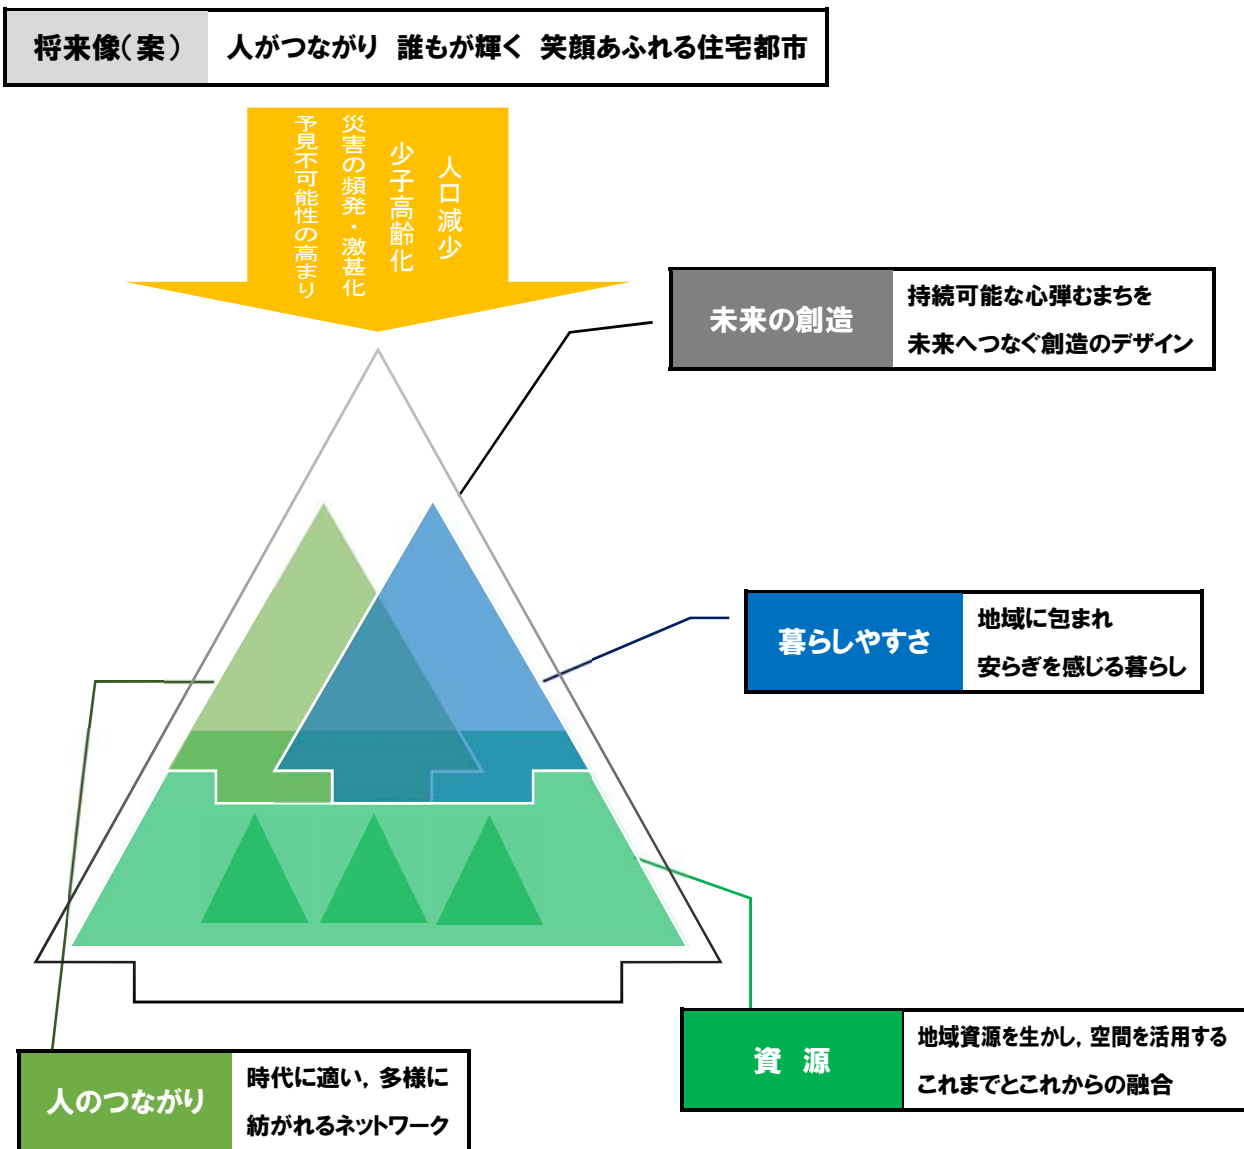 将来像(案)
人がつながり 誰もが輝く 笑顔あふれる住宅都市
人口減少
少子高齢化
災害の頻発・激甚化
予見不可能性の高まり
未来の創造
持続可能な心弾むまちを
未来へつなぐ創造のデザイン
暮らしやすさ
地域に包まれ
安らぎを感じる暮らし
資 源
地域資源を生かし,空間を活用する
これまでとこれからの融合
人のつながり
時代に適い,多様に
紡がれるネットワーク